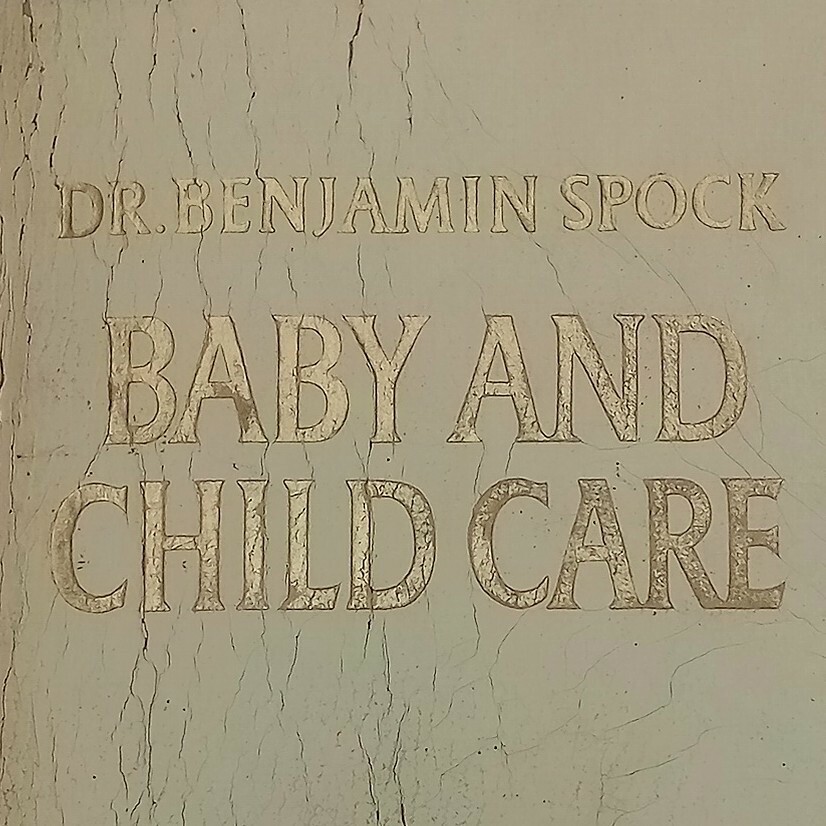 DR. BENJAMIN SPOCK
BABY AND
CHILD CARE